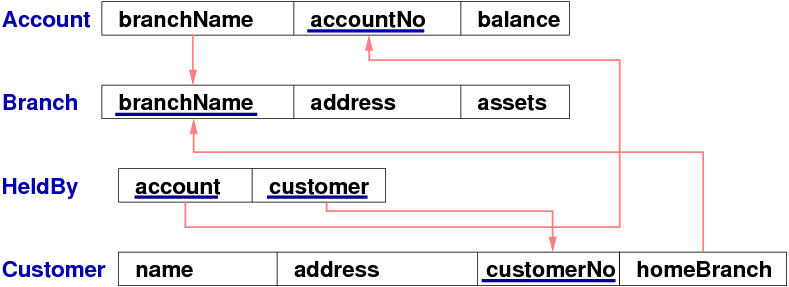 Account branchName accountNo balance
Branch branchName address assets
HeldBy account customer
Customer name address customerNo homeBranch